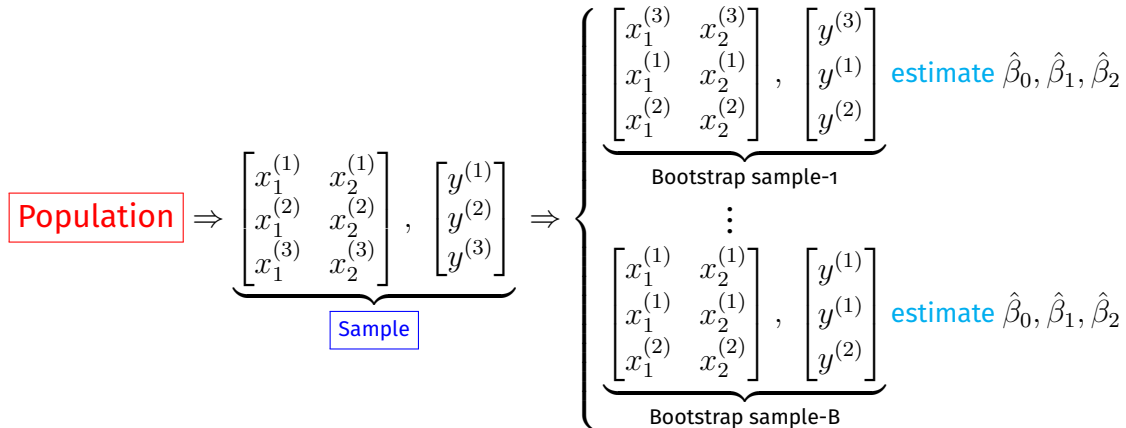 Population ⇒ [x_1^{(1)} x_2^{(1)}; x_1^{(2)} x_2^{(2)}; x_1^{(3)} x_2^{(3)}] , [y^{(1)}; y^{(2)}; y^{(3)}] ⇒
Sample
[x_1^{(3)} x_2^{(3)}; x_1^{(1)} x_2^{(1)}; x_1^{(2)} x_2^{(2)}] , [y^{(3)}; y^{(1)}; y^{(2)}] estimate β̂_0, β̂_1, β̂_2
Bootstrap sample-1
⋮
[x_1^{(1)} x_2^{(1)}; x_1^{(1)} x_2^{(1)}; x_1^{(2)} x_2^{(2)}] , [y^{(1)}; y^{(1)}; y^{(2)}] estimate β̂_0, β̂_1, β̂_2
Bootstrap sample-B